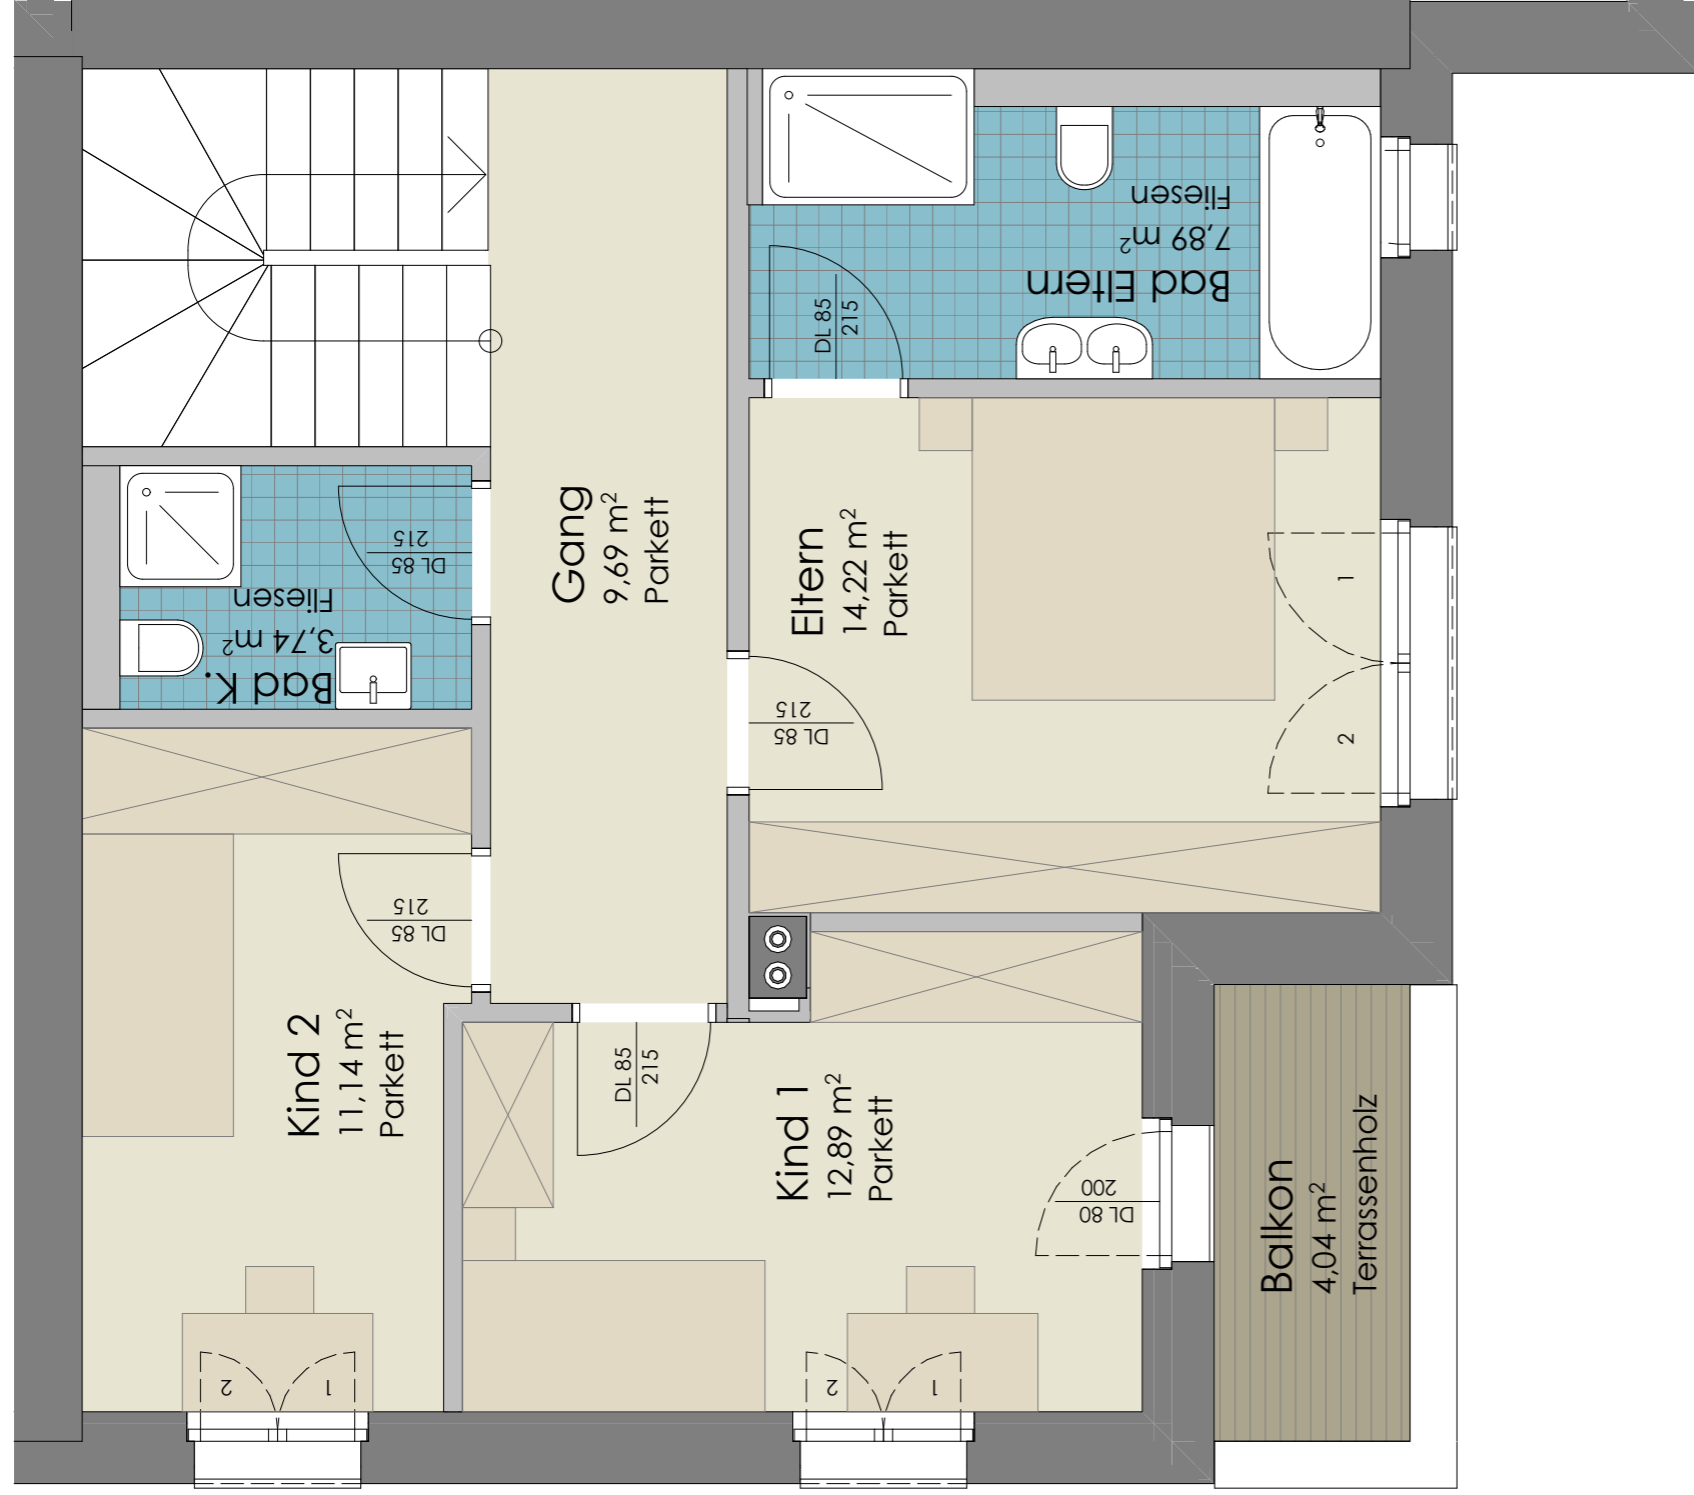 Bad Eltern
7,89 m²
Fliesen
DL 85
215
Bad K.
3,74 m²
Fliesen
DL 85
215
Gang
9,69 m²
Parkett
Eltern
14,22 m²
Parkett
DL 85
215
1
2
DL 85
215
Kind 2
11,14 m²
Parkett
DL 85
215
Kind 1
12,89 m²
Parkett
DL 80
200
Balkon
4,04 m²
Terrassenholz
2
1
2
1